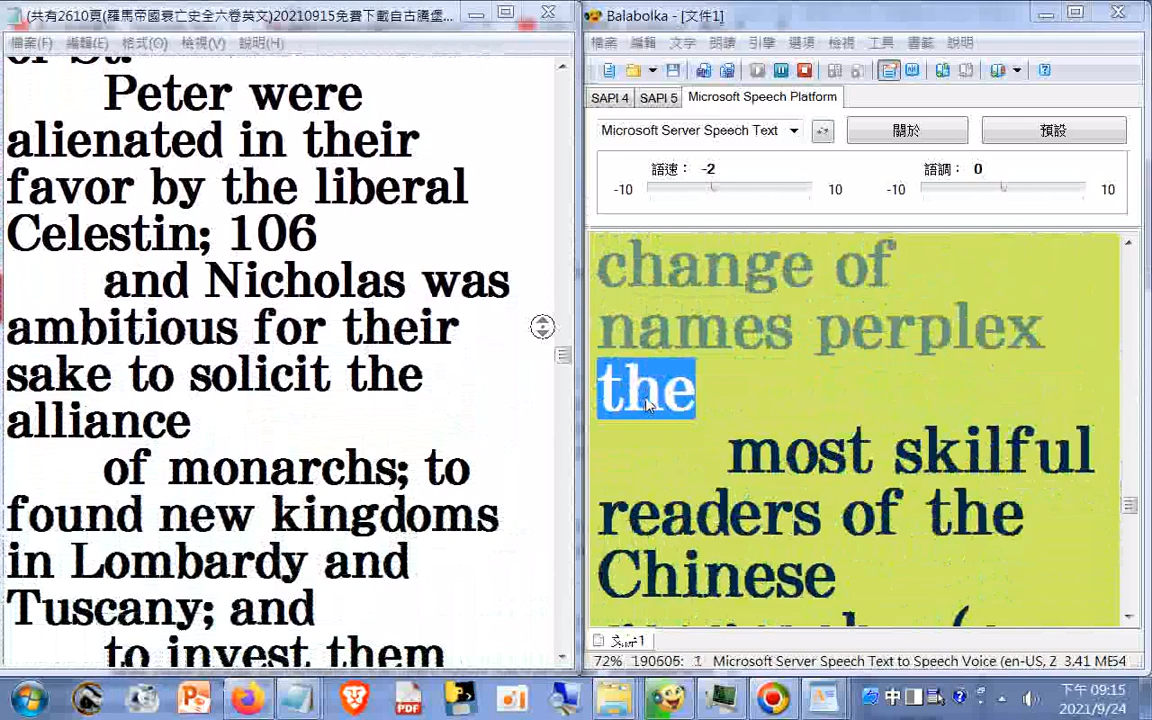 (共有2610頁(羅馬帝國衰亡史全六卷英文)20210915免費下載自古騰堡...
檔案(F) 編輯(E) 格式(O) 檢視(V) 說明(H)
of St.
Peter were
alienated in their
favor by the liberal
Celestin; 106
and Nicholas was
ambitious for their
sake to solicit the
alliance
of monarchs; to
found new kingdoms
in Lombardy and
Tuscany; and
to invest them
Balabolka - [文件1]
檔案 編輯 文字 朗讀 引擎 選項 檢視 工具 書籤 說明
SAPI 4 SAPI 5 Microsoft Speech Platform
Microsoft Server Speech Text 關於 預設
語速: -2 語調: 0
-10 10 -10 10
change of
names perplex
the
most skilful
readers of the
Chinese
文件1
72% 190605: 1 Microsoft Server Speech Text to Speech Voice (en-US, Z 3,41 ME54
中
下午 09:15
2021/9/24